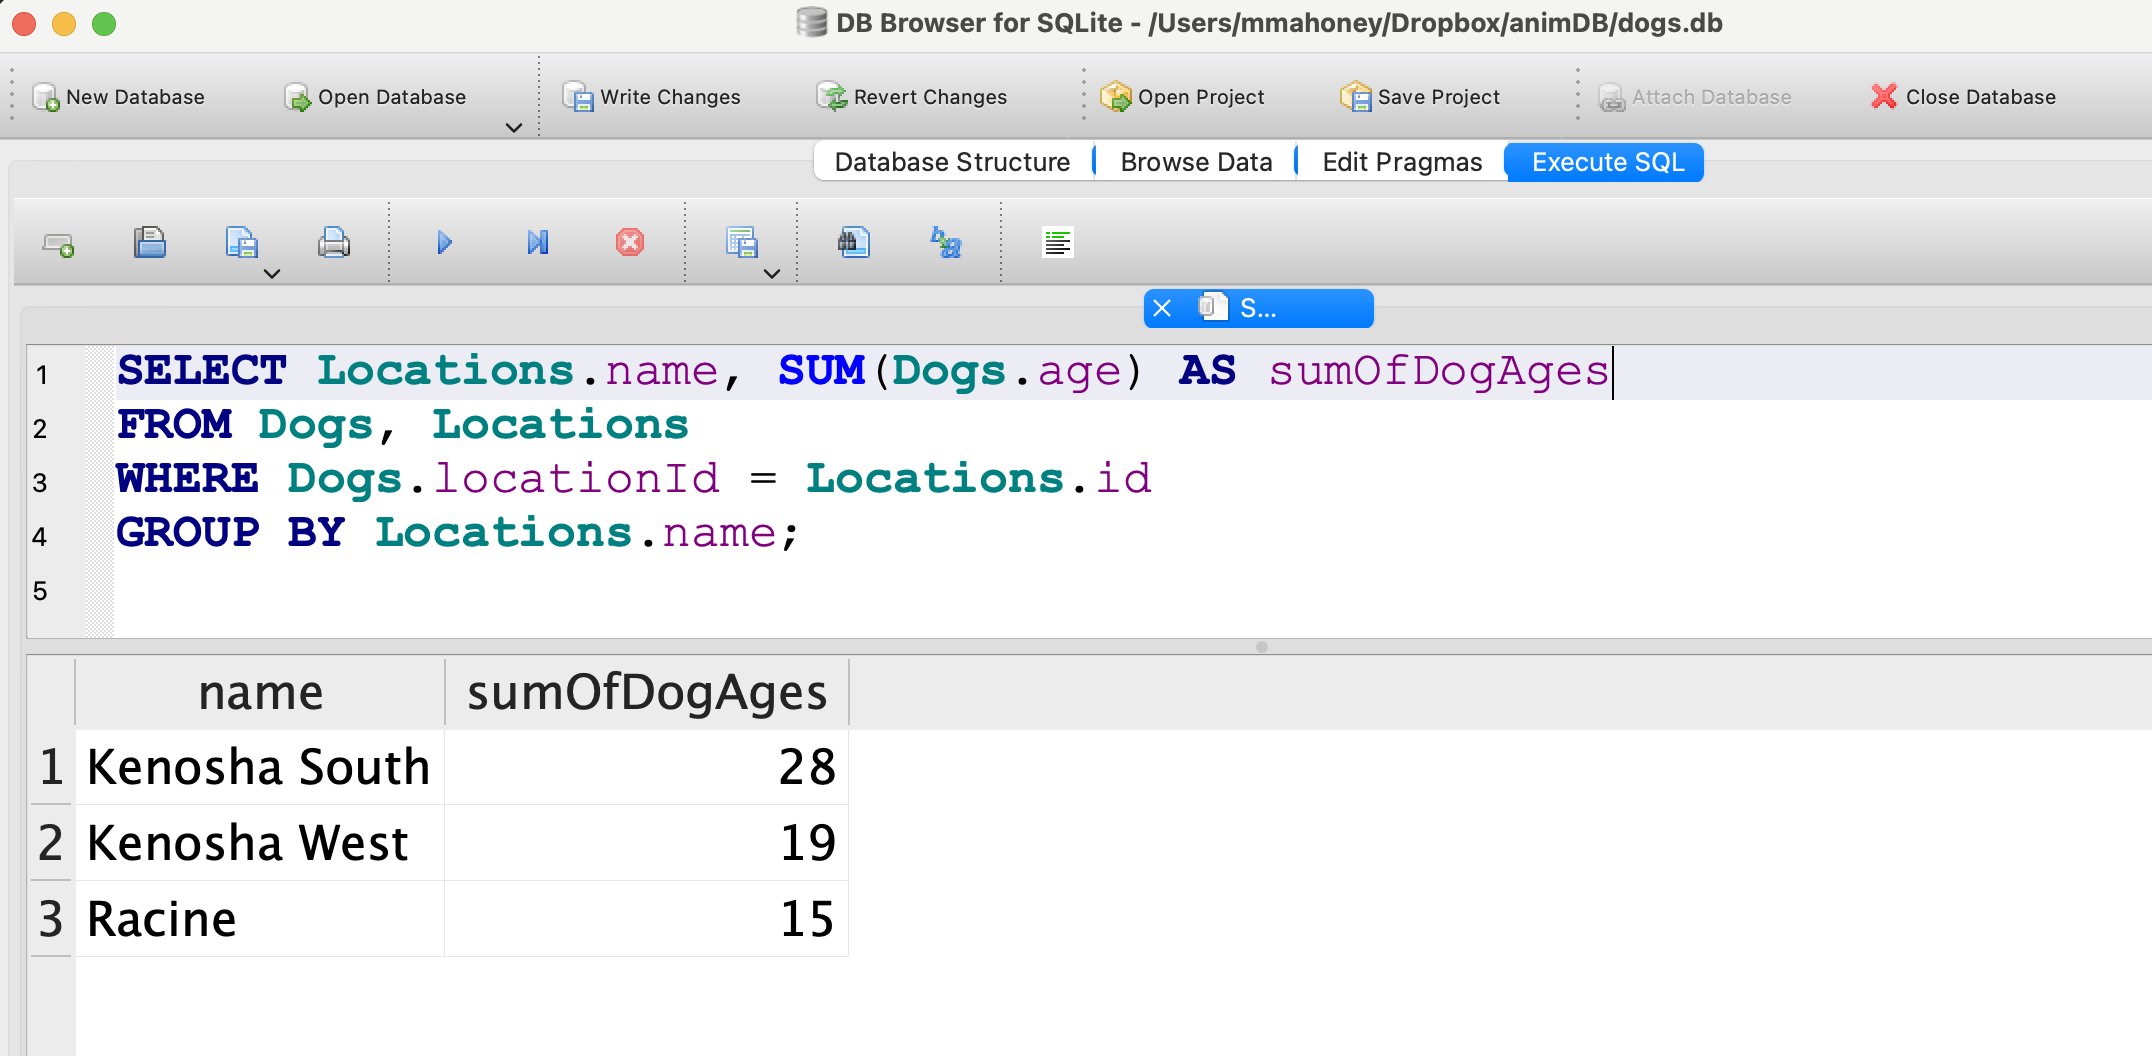 DB Browser for SQLite - /Users/mmahoney/Dropbox/animDB/dogs.db
New Database Open Database Write Changes Revert Changes Open Project Save Project Attach Database Close Database
Database Structure Browse Data Edit Pragmas Execute SQL
S...
1 SELECT Locations.name, SUM(Dogs.age) AS sumOfDogAges
2 FROM Dogs, Locations
3 WHERE Dogs.locationId = Locations.id
4 GROUP BY Locations.name;
5
name sumOfDogAges
1 Kenosha South 28
2 Kenosha West 19
3 Racine 15